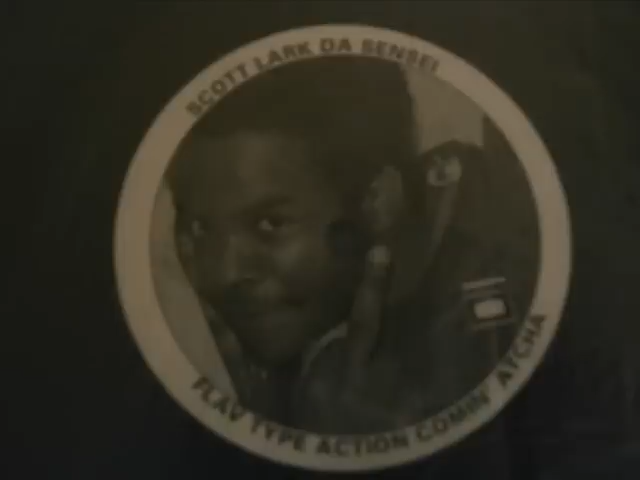 SCOTT LARK DA SENSEI
FLAV TYPE ACTION COMIN' ATCHA